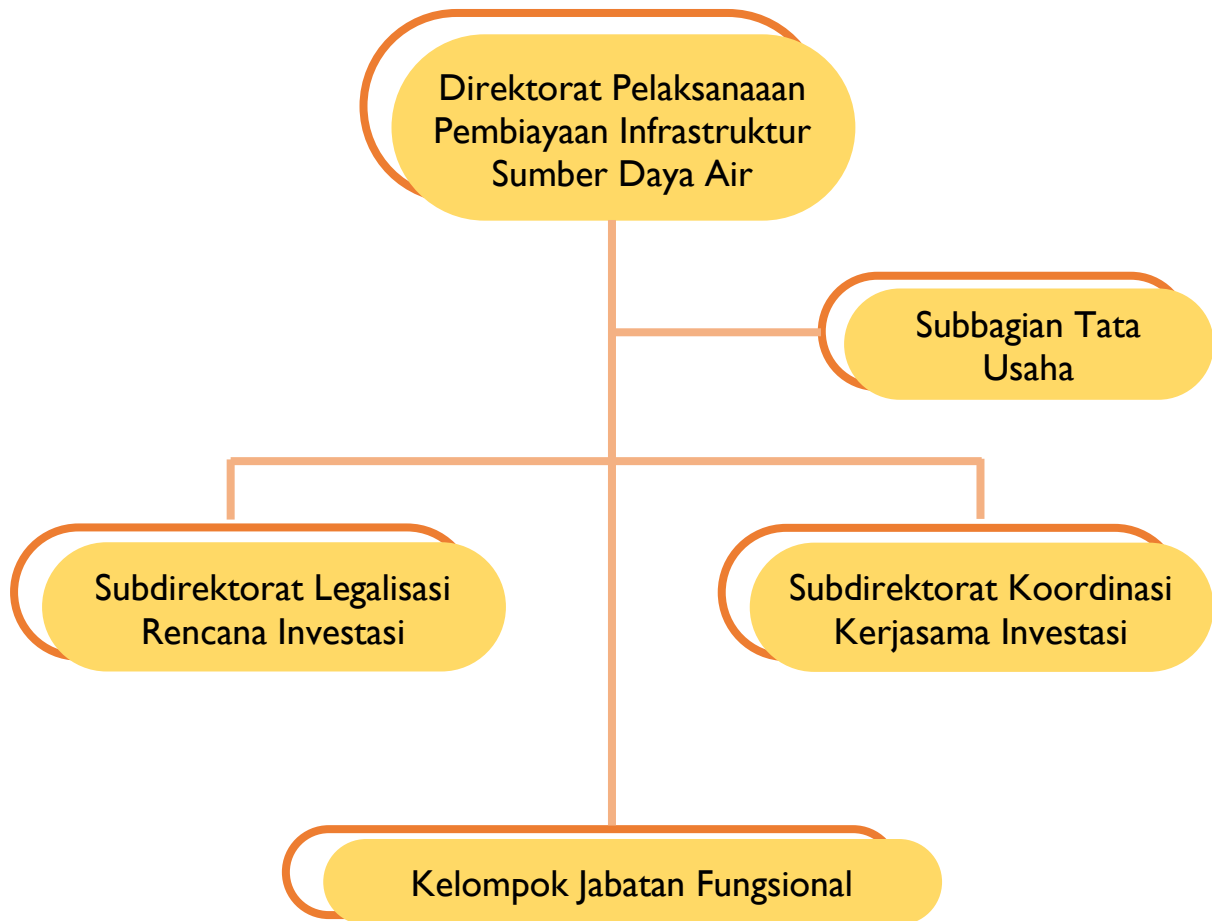 Direktorat Pelaksanaaan
Pembiayaan Infrastruktur
Sumber Daya Air
Subbagian Tata
Usaha
Subdirektorat Legalisasi
Rencana Investasi
Subdirektorat Koordinasi
Kerjasama Investasi
Kelompok Jabatan Fungsional